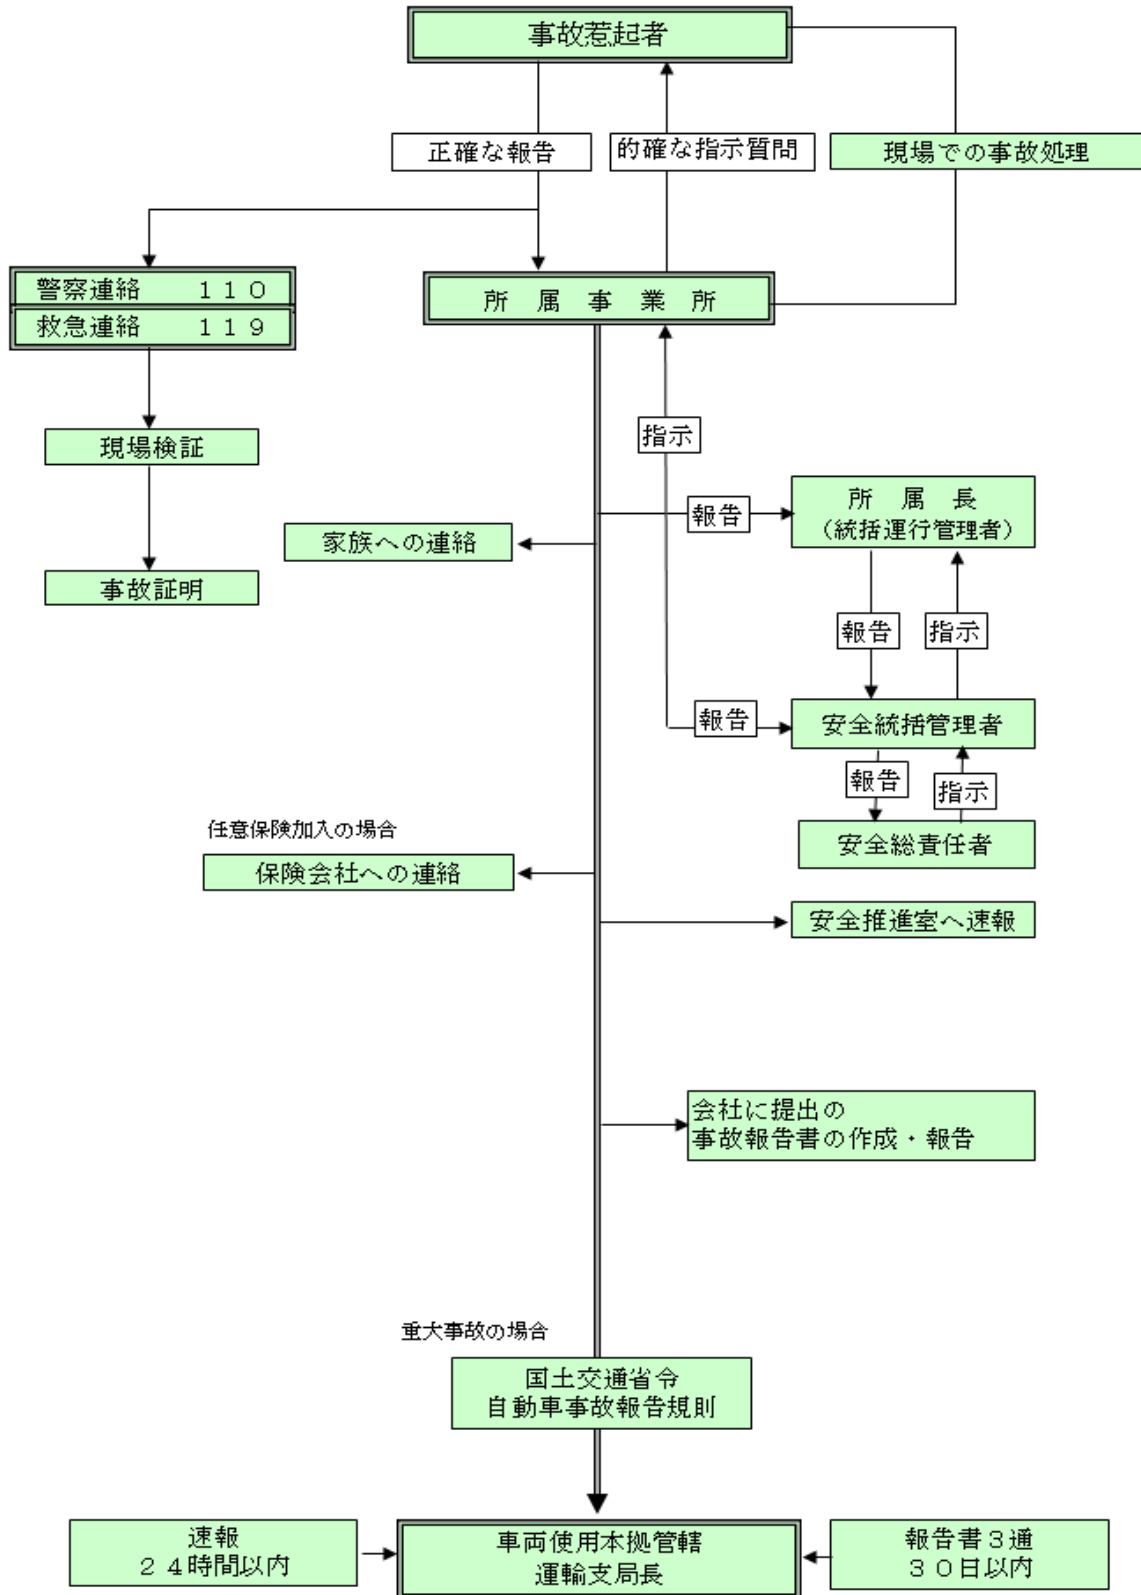 事故惹起者
正確な報告
的確な指示質問
現場での事故処理
警察連絡　１１０
救急連絡　１１９
所　属　事　業　所
現場検証
指示
所　属　長
（統括運行管理者）
報告
家族への連絡
事故証明
報告
指示
報告
安全統括管理者
報告
指示
任意保険加入の場合
安全総責任者
保険会社への連絡
安全推進室へ速報
会社に提出の
事故報告書の作成・報告
重大事故の場合
国土交通省令
自動車事故報告規則
速報
２４時間以内
車両使用本拠管轄
運輸支局長
報告書３通
３０日以内